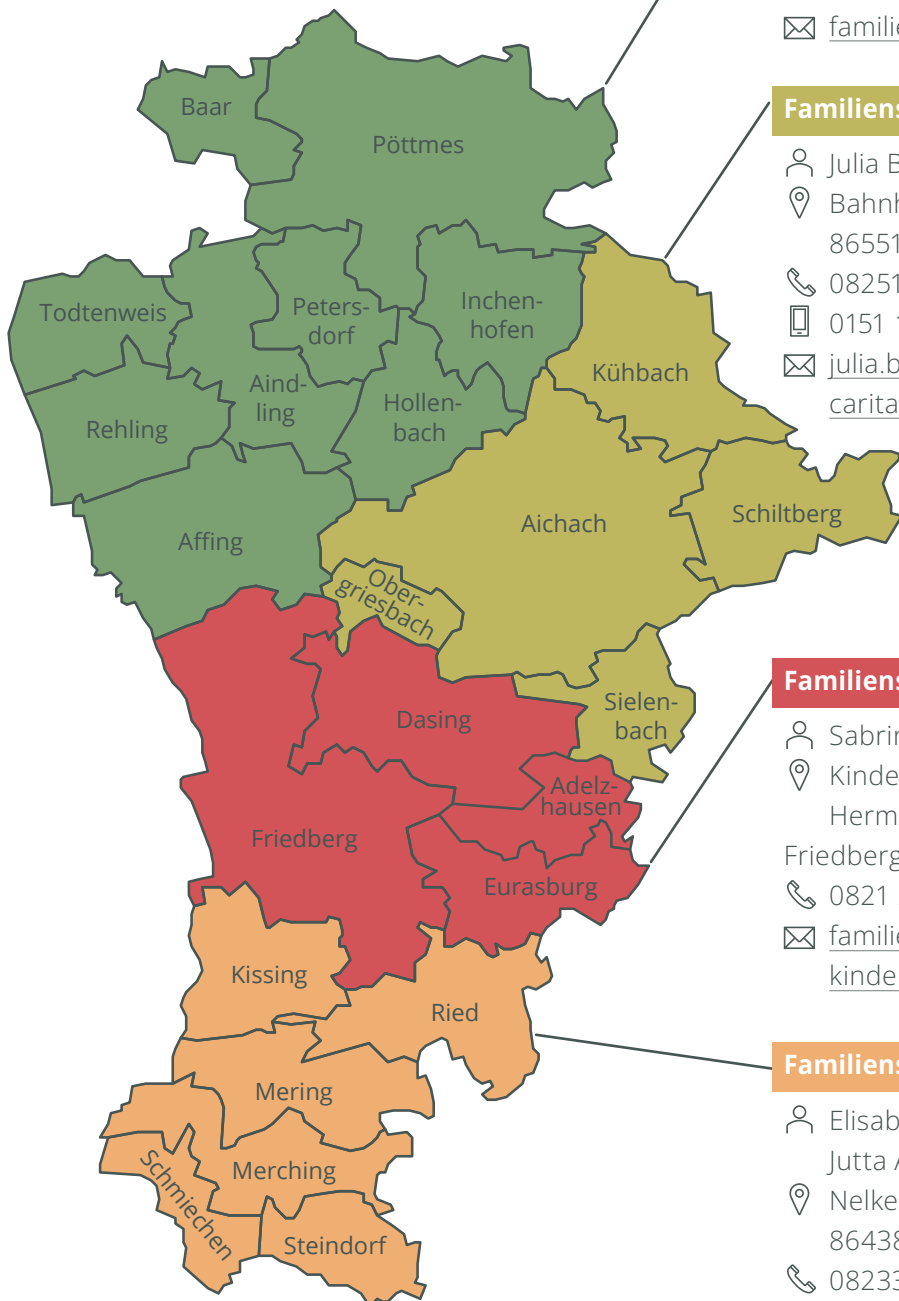 Baar
Pöttmes
Todtenweis
Peters-
dorf
Inchen-
hofen
Rehling
Aind-
ling
Hollen-
bach
Kühbach
Affing
Aichach
Schiltberg
Ober-
griesbach
Dasing
Sielen-
bach
Adelz-
hausen
Friedberg
Eurasburg
Kissing
Ried
Mering
Merching
Schmiechen
Steindorf
familie
Familiens
Julia B
Bahnh
86551
08251
0151 1
julia.b
carita
Familiens
Sabrin
Kinde
Herm
Friedberg
0821
familie
kinde
Familiens
Elisab
Jutta A
Nelke
86438
08233